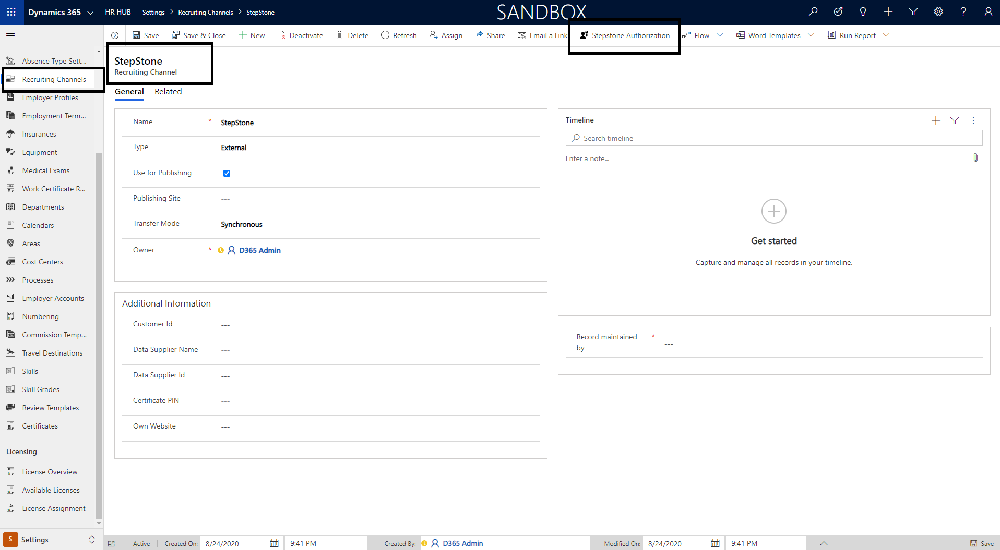 Dynamics 365
HR HUB
Settings > Recruiting Channels > StepStone
SANDBOX
Save
Save & Close
New
Deactivate
Delete
Refresh
Assign
Share
Email a Link
Stepstone Authorization
Flow
Word Templates
Run Report
Absence Type Sett...
Recruiting Channels
Employer Profiles
Employment Term...
Insurances
Equipment
Medical Exams
Work Certificate R...
Departments
Calendars
Areas
Cost Centers
Processes
Employer Accounts
Numbering
Commission Temp...
Travel Destinations
Skills
Skill Grades
Review Templates
Certificates
Licensing
License Overview
Available Licenses
License Assignment
S Settings
StepStone
Recruiting Channel
General Related
Name * StepStone
Type External
Use for Publishing
Publishing Site ---
Transfer Mode Synchronous
Owner * D365 Admin
Additional Information
Customer Id ---
Data Supplier Name ---
Data Supplier Id ---
Certificate PIN ---
Own Website ---
Timeline
Search timeline
Enter a note...
Get started
Capture and manage all records in your timeline.
Record maintained * ---
by
Active Created On: 8/24/2020 9:41 PM Created By: D365 Admin Modified On: 8/24/2020 9:41 PM Save